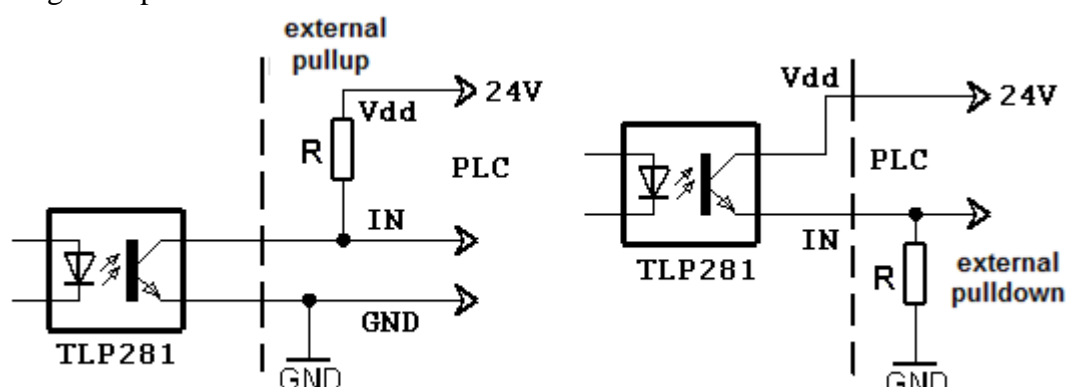 external
pullup
Vdd
24V
R
PLC
IN
GND
TLP281
GND
Vdd
24V
PLC
IN
TLP281
R
external
pulldown
GND